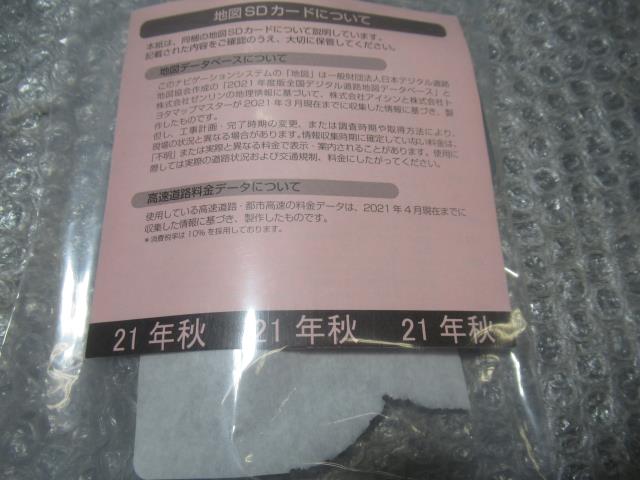 地図SDカードについて
本紙は、同梱の地図SDカードについて説明しています。
記載された内容をご確認のうえ、大切に保管してください。
地図データベースについて
このナビゲーションシステムの「地図」は一般財団法人日本デジタル道路
地図協会作成の「2021年度版全国デジタル道路地図データベース」と
株式会社ゼンリンの地理情報に基づいて、株式会社アイシンと株式会社ト
ヨタマップマスターが2021年3月現在までに収集した情報に基づき、製
作したものです。
但し、工事計画・完了時期の変更、または調査時期や取得方法により、
現場の状況と異なる場合があります。情報収集時期に確定していない料金は、
「不明」または実際と異なる料金で表示・案内されることがあります。使用に
際しては実際の道路状況および交通規制、料金にしたがってください。
高速道路料金データについて
使用している高速道路・都市高速の料金データは、2021年4月現在までに
収集した情報に基づき、製作したものです。
*消費税率は10%を採用しております。
21年秋 21年秋 21年秋